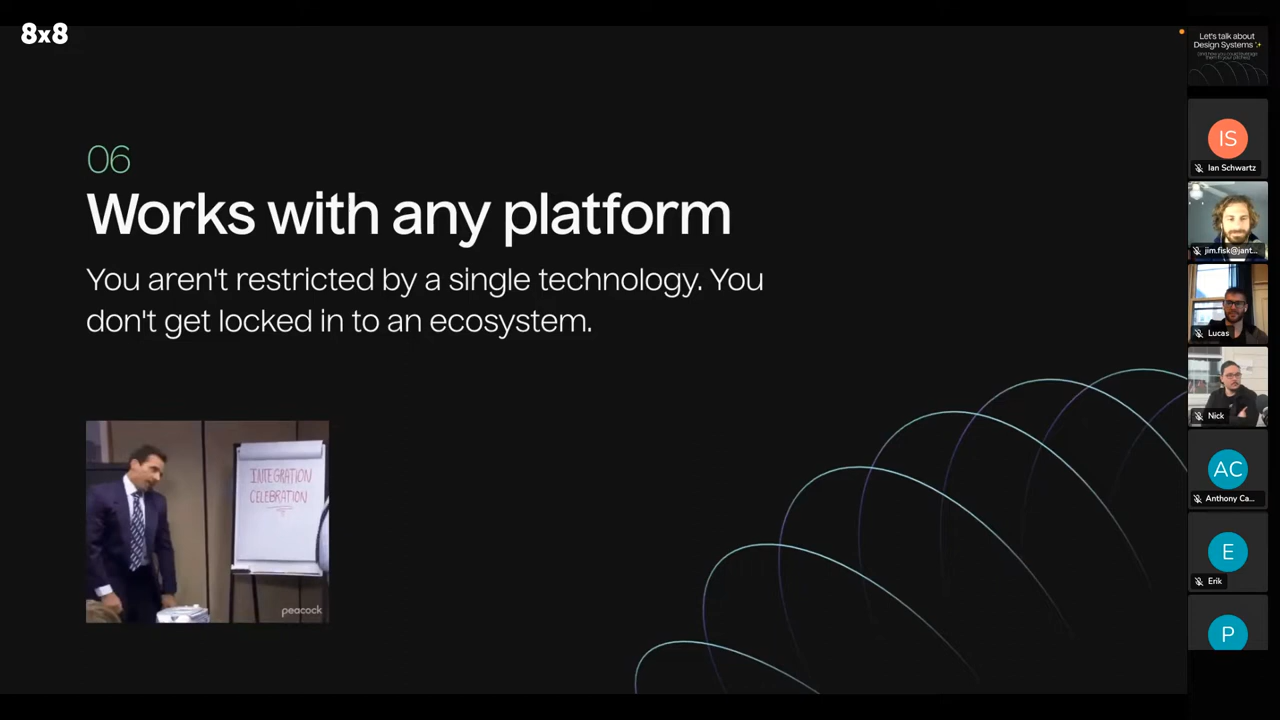 8x8
06
Works with any platform
You aren't restricted by a single technology. You
don't get locked in to an ecosystem.
INTEGRATION
CELEBRATION
peacock
Let's talk about
Design Systems ✨
IS
Ian Schwartz
jim.fisk@jant...
Lucas
Nick
AC
Anthony Ca...
E
Erik
P